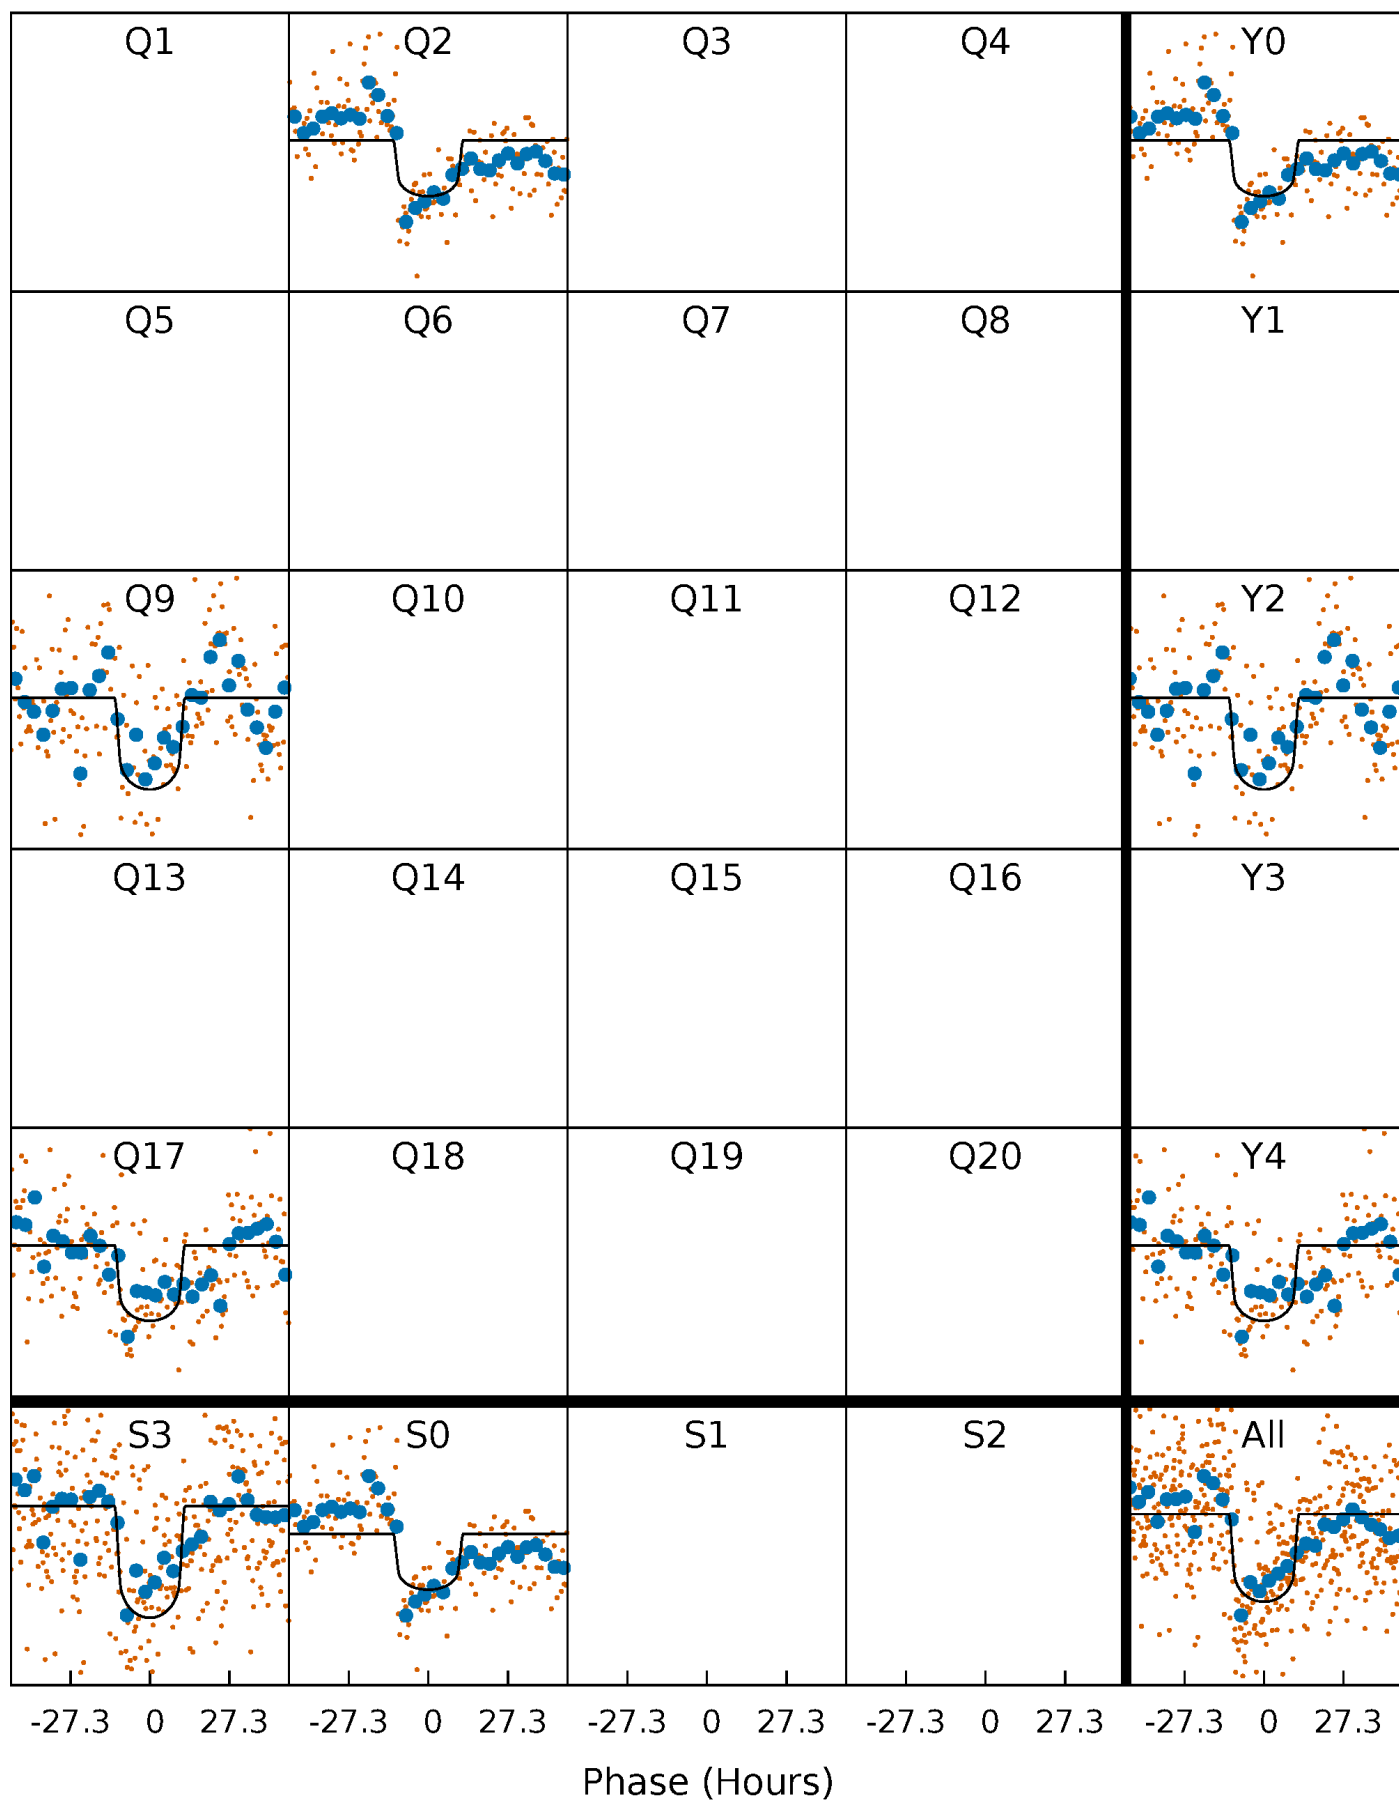 Q1 Q2 Q3 Q4 Y0
Q5 Q6 Q7 Q8 Y1
Q9 Q10 Q11 Q12 Y2
Q13 Q14 Q15 Q16 Y3
Q17 Q18 Q19 Q20 Y4
S3 S0 S1 S2 All
-27.3 0 27.3 -27.3 0 27.3 -27.3 0 27.3 -27.3 0 27.3 -27.3 0 27.3
Phase (Hours)